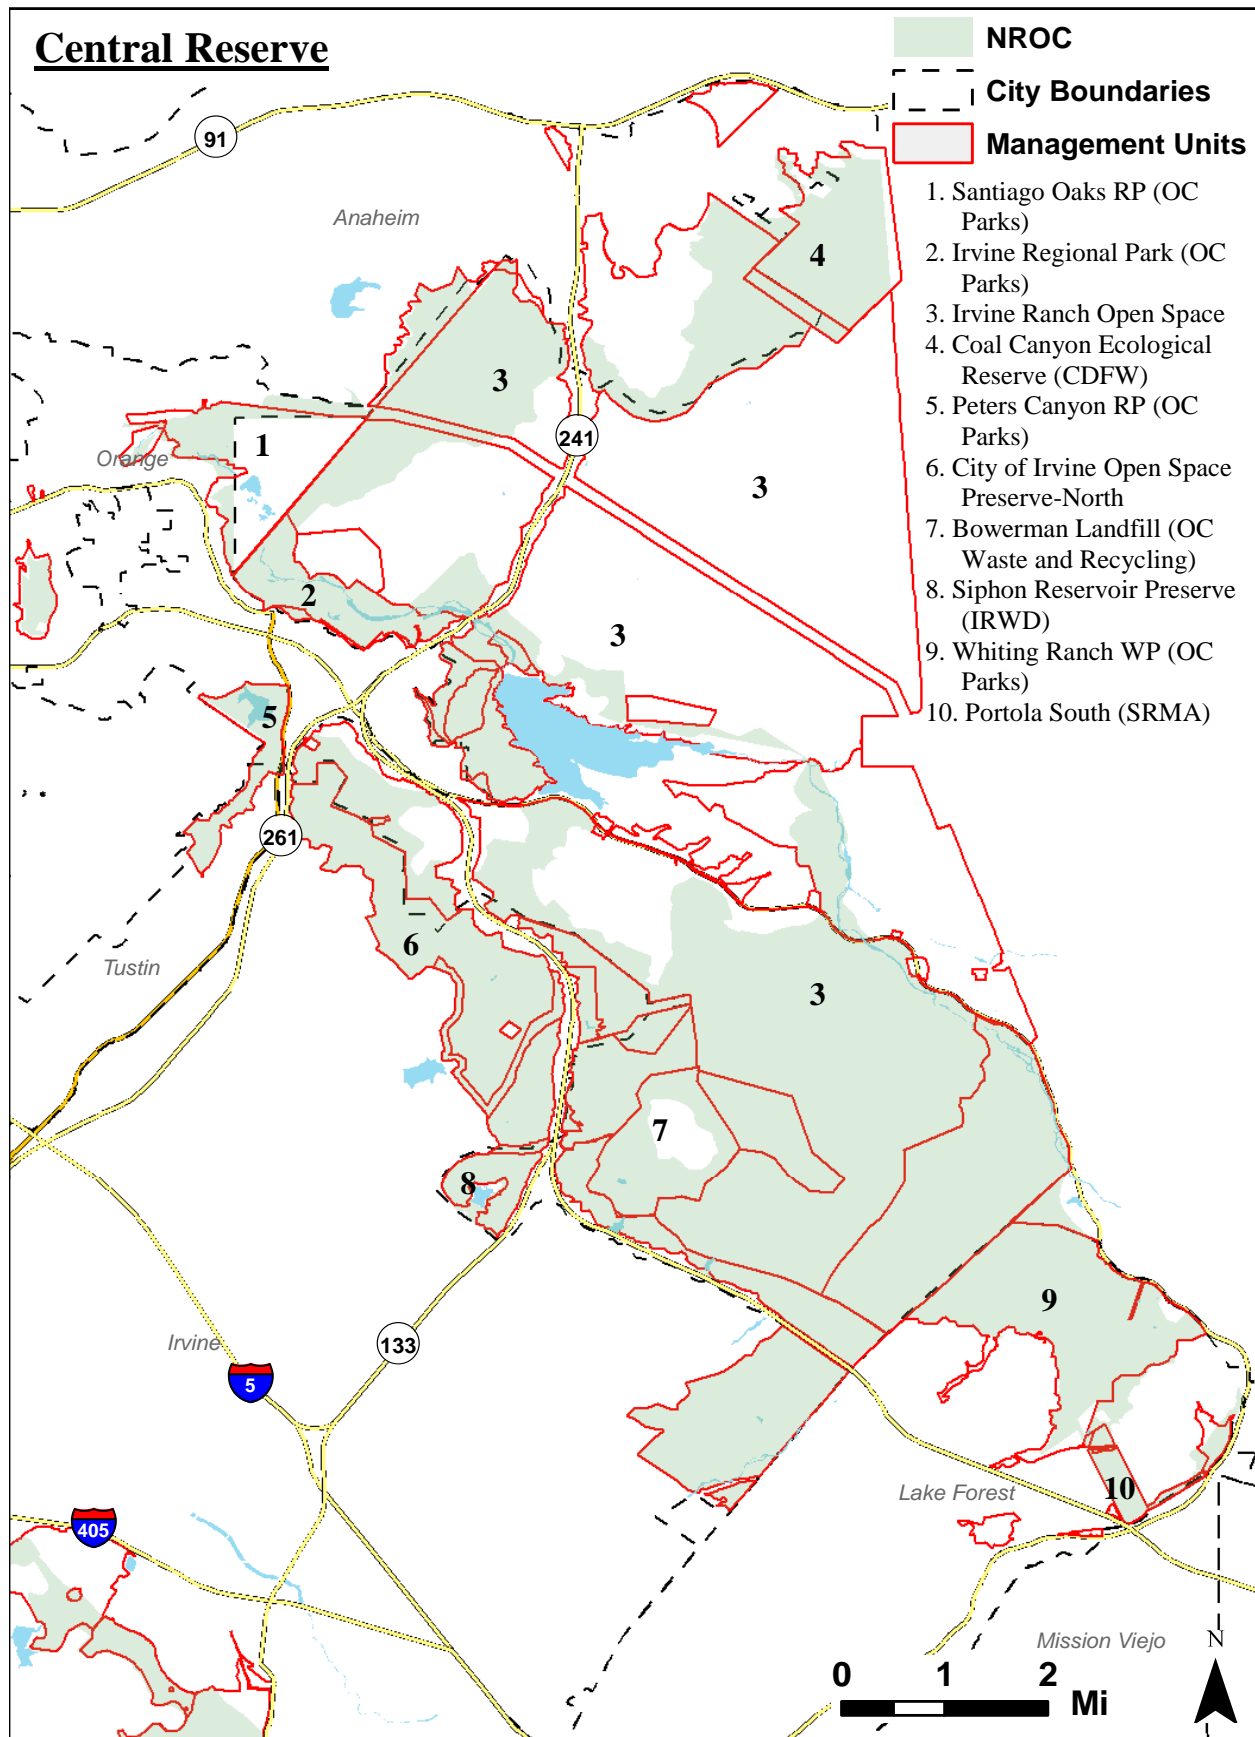 Central Reserve
NROC
City Boundaries
Management Units
1. Santiago Oaks RP (OC
Parks)
2. Irvine Regional Park (OC
Parks)
3. Irvine Ranch Open Space
4. Coal Canyon Ecological
Reserve (CDFW)
5. Peters Canyon RP (OC
Parks)
6. City of Irvine Open Space
Preserve-North
7. Bowerman Landfill (OC
Waste and Recycling)
8. Siphon Reservoir Preserve
(IRWD)
9. Whiting Ranch WP (OC
Parks)
10. Portola South (SRMA)
91
Anaheim
4
3
241
1
Orange
3
2
3
5
261
6
Tustin
3
7
8
9
Irvine
133
5
Lake Forest
10
405
Mission Viejo
N
0 1 2
Mi